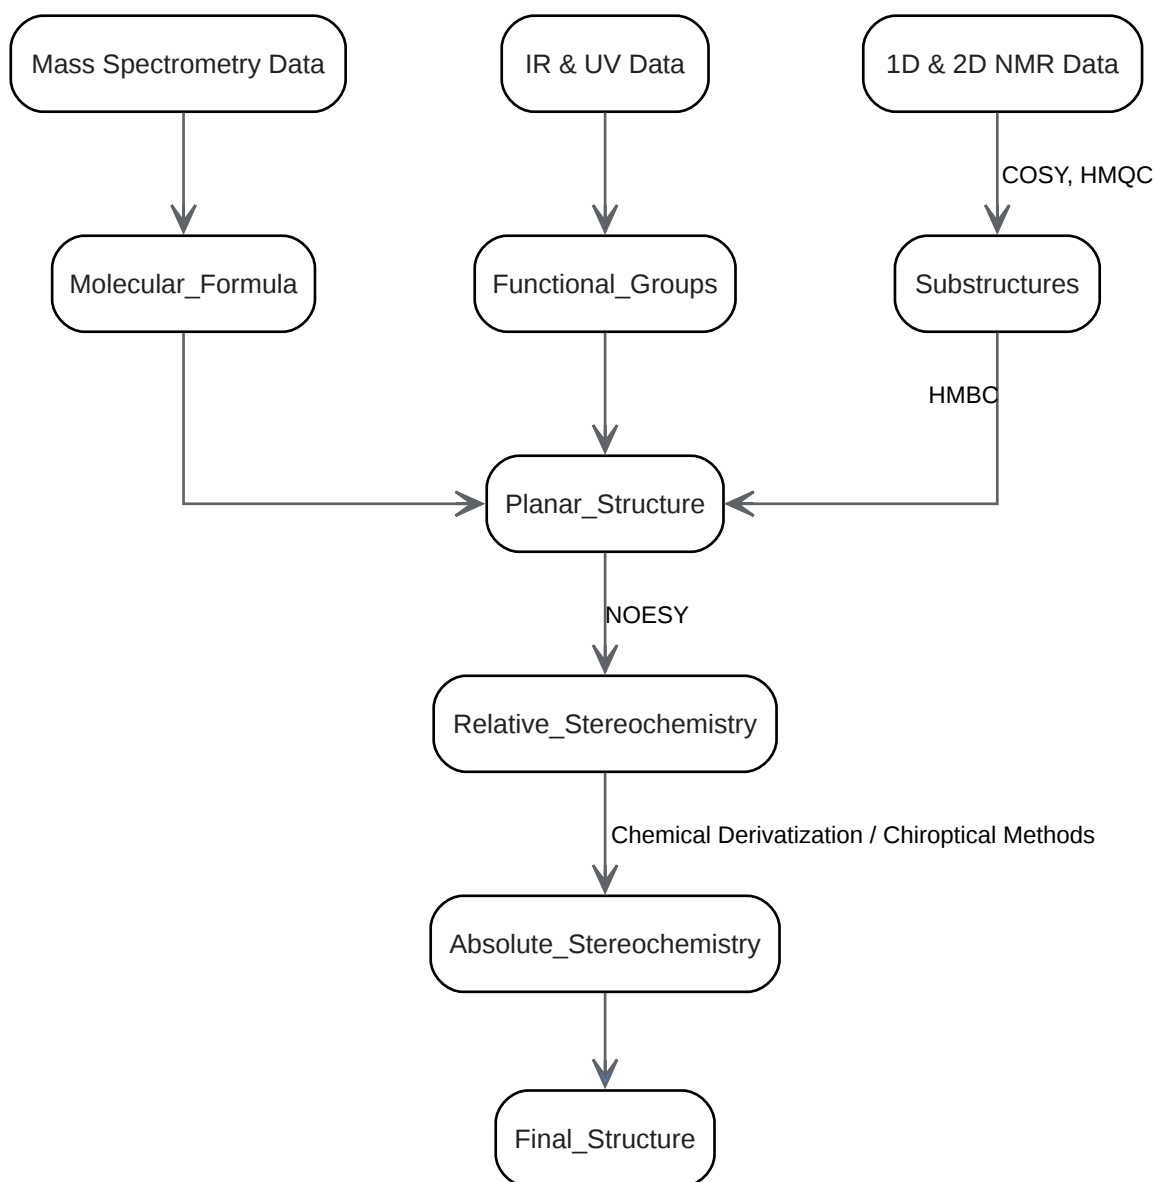 Mass Spectrometry Data
IR & UV Data
1D & 2D NMR Data
COSY, HMQC
Molecular_Formula
Functional_Groups
Substructures
HMBC
Planar_Structure
NOESY
Relative_Stereochemistry
Chemical Derivatization / Chiroptical Methods
Absolute_Stereochemistry
Final_Structure